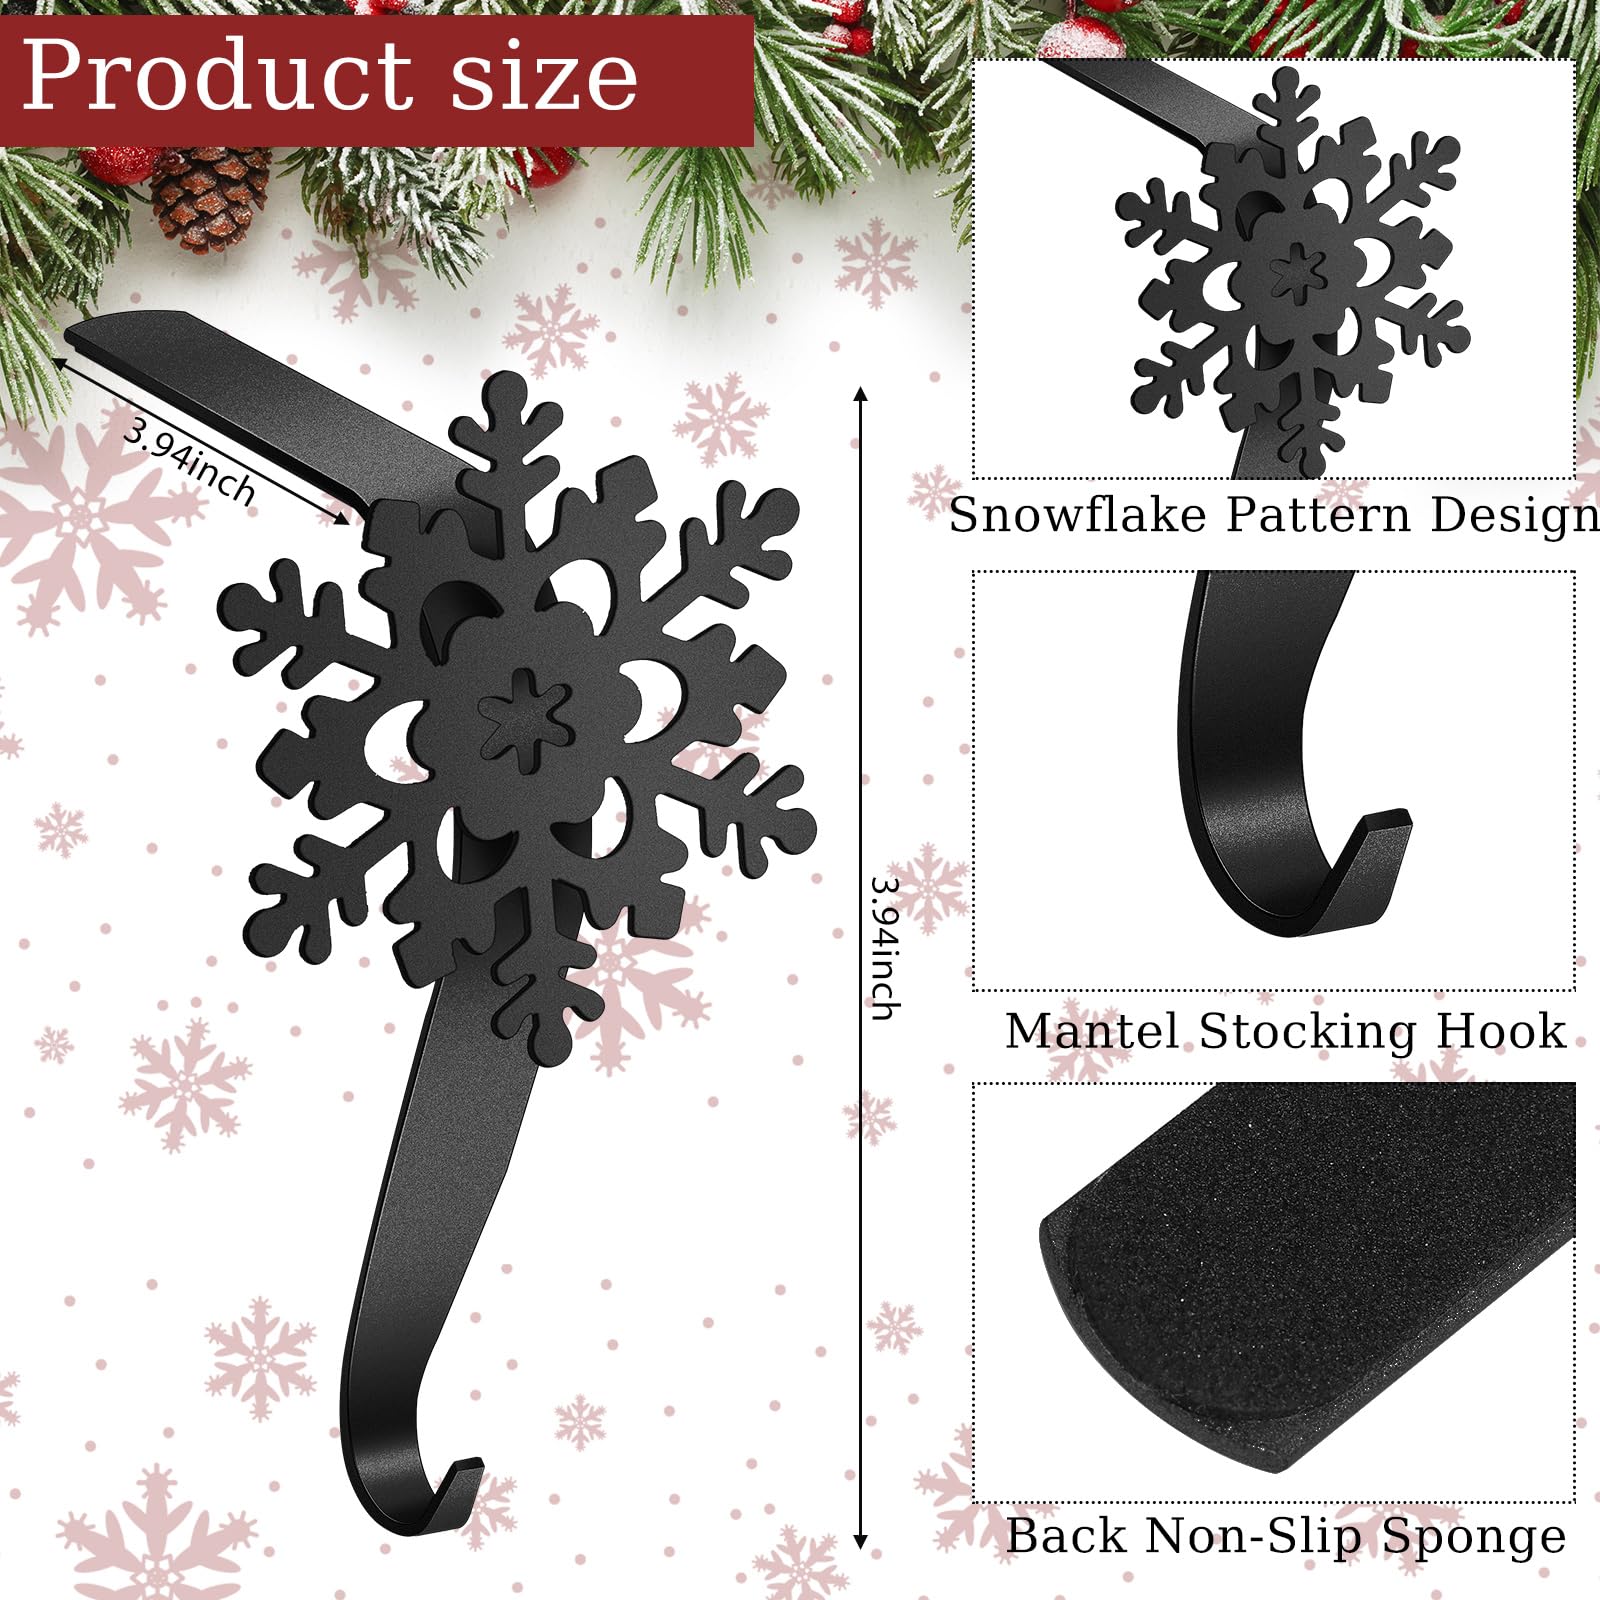 Product size
3.94inch
3.94inch
Snowflake Pattern Design
Mantel Stocking Hook
Back Non-Slip Sponge